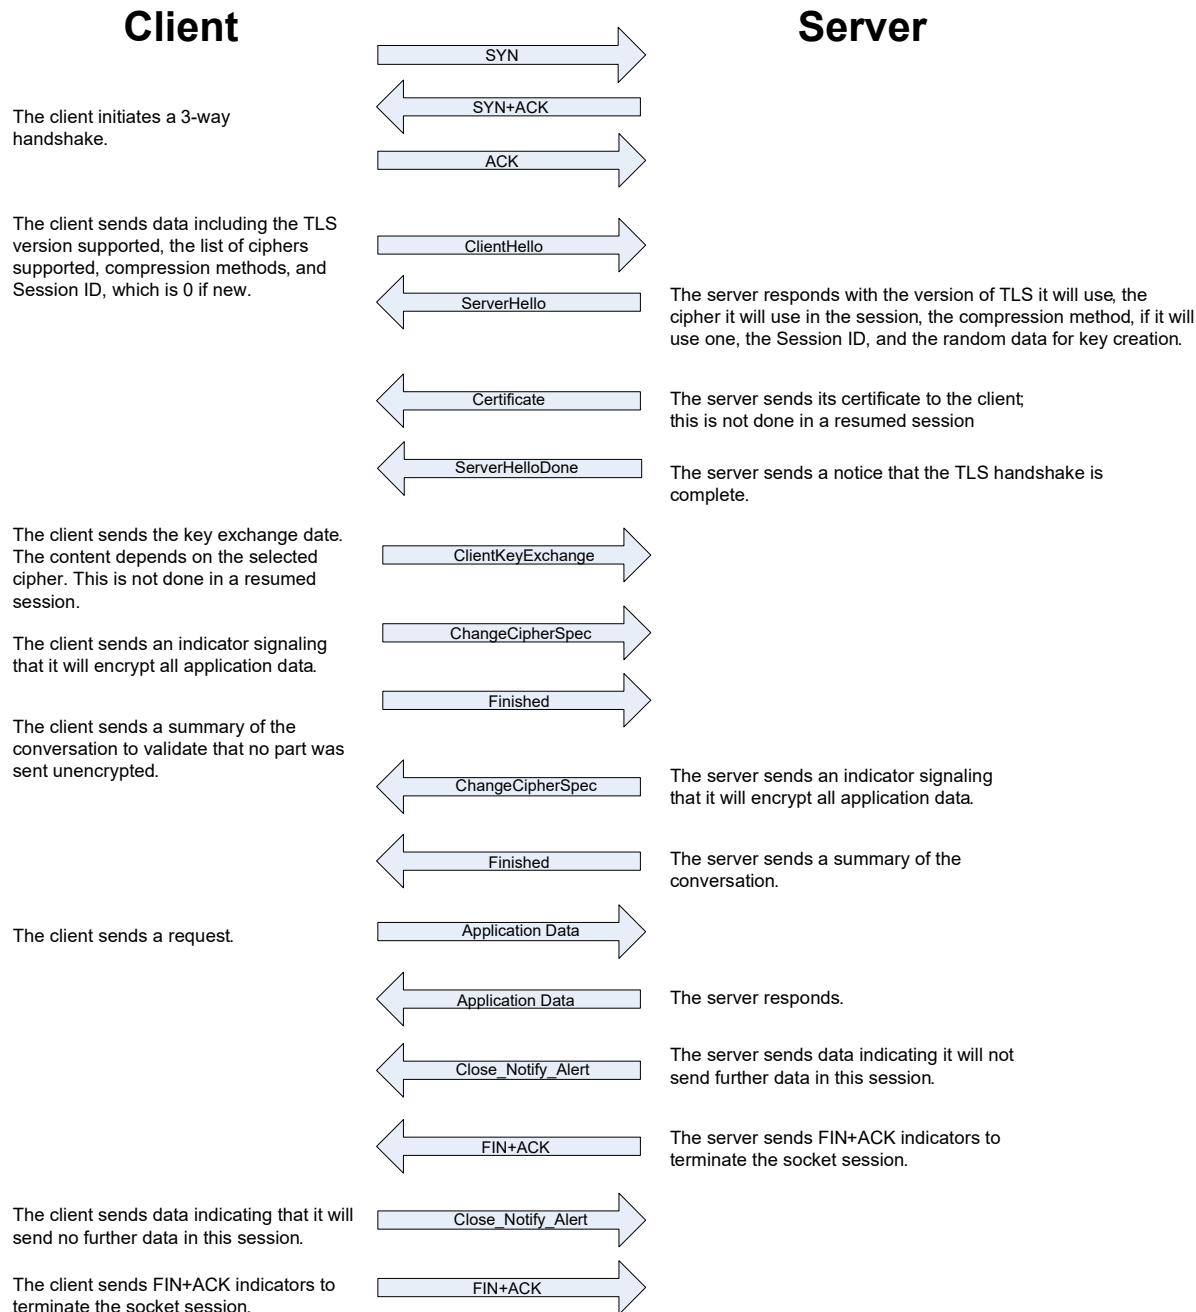 Client
Server
SYN
SYN+ACK
The client initiates a 3-way
handshake.
ACK
The client sends data including the TLS
version supported, the list of ciphers
supported, compression methods, and
Session ID, which is 0 if new.
ClientHello
ServerHello
The server responds with the version of TLS it will use, the
cipher it will use in the session, the compression method, if it will
use one, the Session ID, and the random data for key creation.
Certificate
The server sends its certificate to the client;
this is not done in a resumed session
ServerHelloDone
The server sends a notice that the TLS handshake is
complete.
The client sends the key exchange date.
The content depends on the selected
cipher. This is not done in a resumed
session.
ClientKeyExchange
The client sends an indicator signaling
that it will encrypt all application data.
ChangeCipherSpec
Finished
The client sends a summary of the
conversation to validate that no part was
sent unencrypted.
ChangeCipherSpec
The server sends an indicator signaling
that it will encrypt all application data.
Finished
The server sends a summary of the
conversation.
The client sends a request.
Application Data
Application Data
The server responds.
Close_Notify_Alert
The server sends data indicating it will not
send further data in this session.
FIN+ACK
The server sends FIN+ACK indicators to
terminate the socket session.
The client sends data indicating that it will
send no further data in this session.
Close_Notify_Alert
The client sends FIN+ACK indicators to
terminate the socket session.
FIN+ACK